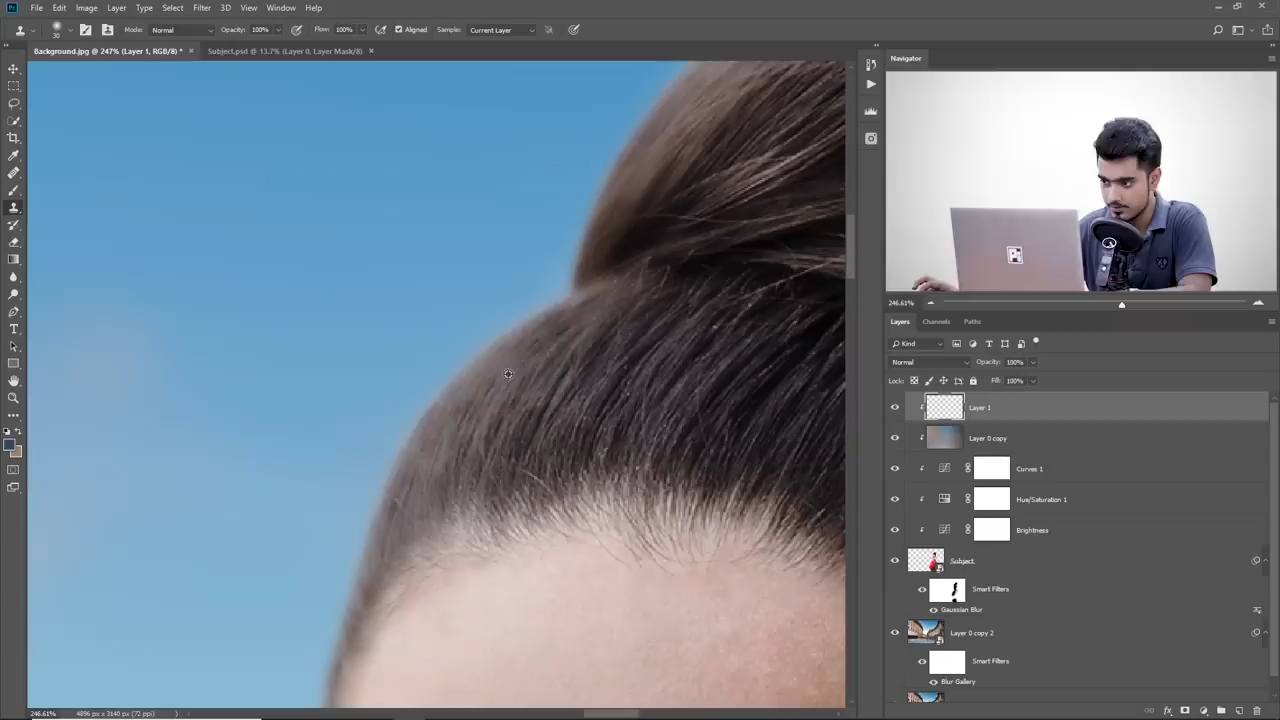 Ps File Edit Image Layer Type Select Filter 3D View Window Help
30 Mode: Normal Opacity: 100% Flow: 100% Aligned Sample: Current Layer
Background.jpg @ 247% (Layer 1, RGB/8) * × Subject.psd @ 13.7% (Layer 0, Layer Mask/8) ×
Navigator
246.61%
Layers Channels Paths
Kind
Normal Opacity: 100%
Lock: Fill: 100%
Layer 1
Layer 0 copy
Curves 1
Hue/Saturation 1
Brightness
Subject
Smart Filters
Gaussian Blur
Layer 0 copy 2
Smart Filters
Blur Gallery
246.61% 4896 px x 3140 px (72 ppi)